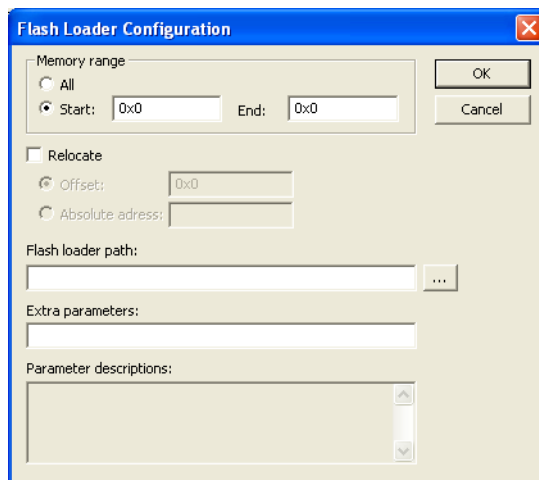 Flash Loader Configuration
Memory range
All
Start: 0x0 End: 0x0
OK
Cancel
Relocate
Offset: 0x0
Absolute adress:
Flash loader path:
...
Extra parameters:
Parameter descriptions: